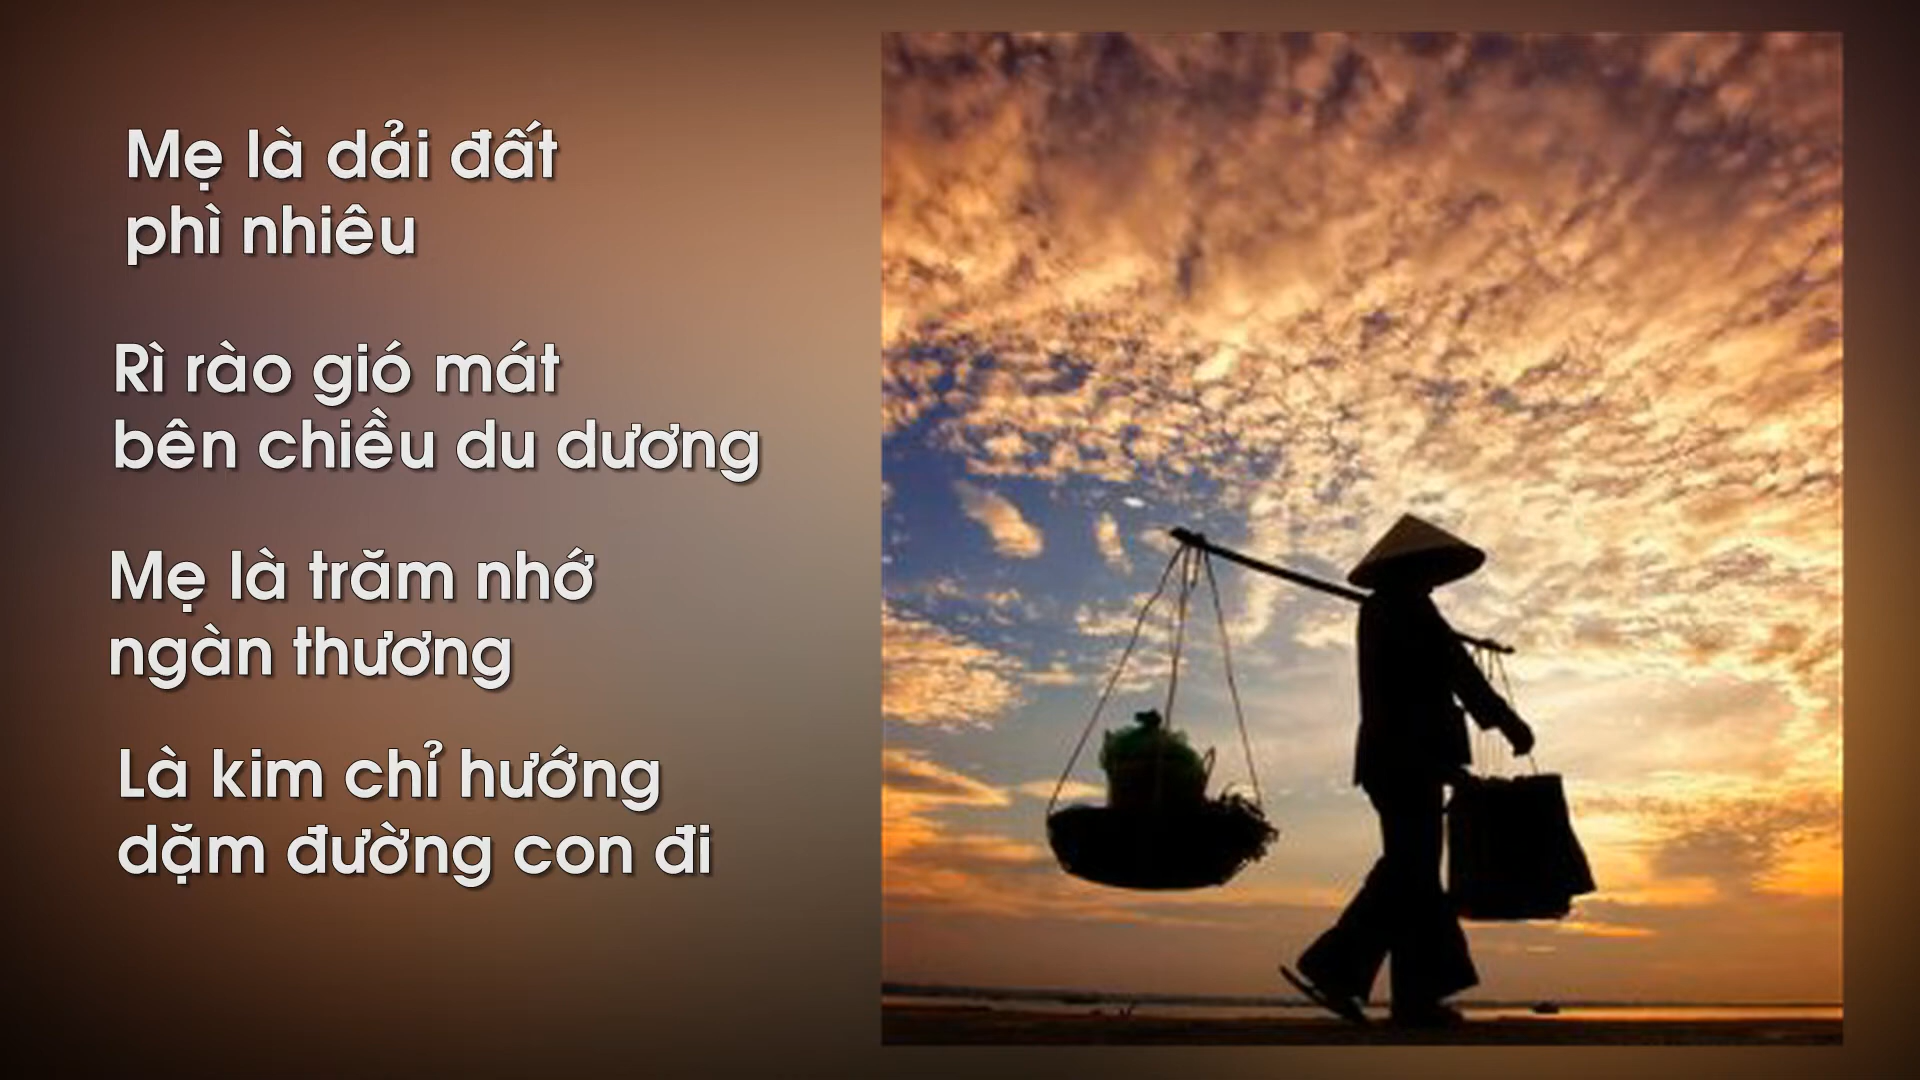 Mẹ là dải đất
phì nhiêu
Rì rào gió mát
bên chiều du dương
Mẹ là trăm nhớ
ngàn thương
Là kim chỉ hướng
dặm đường con đi